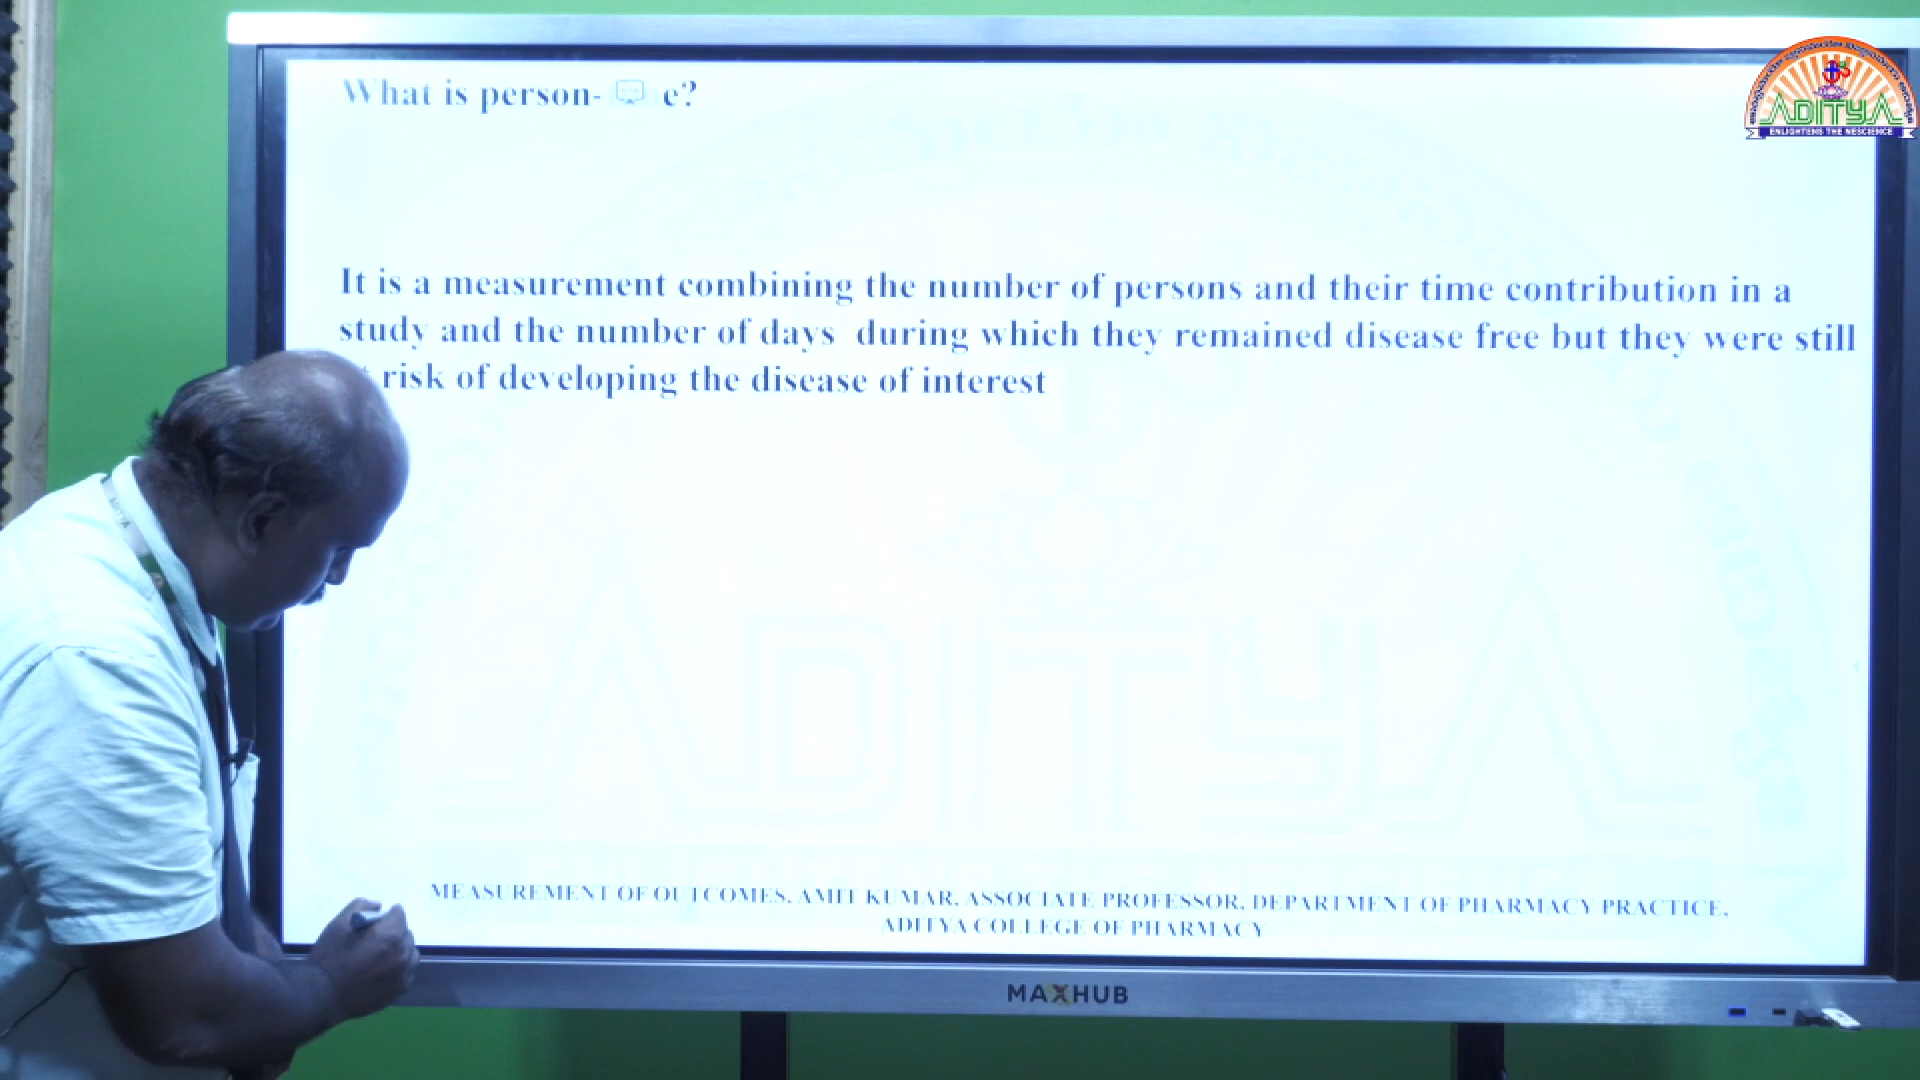 What is person- e?
It is a measurement combining the number of persons and their time contribution in a
study and the number of days during which they remained disease free but they were still
risk of developing the disease of interest
MEASUREMENT OF OUTCOMES, AMIT KUMAR, ASSOCIATE PROFESSOR, DEPARTMENT OF PHARMACY PRACTICE,
ADITYA COLLEGE OF PHARMACY
MAXHUB
ADITYA
ENLIGHTENS THE NESCIENCE
ADITYA